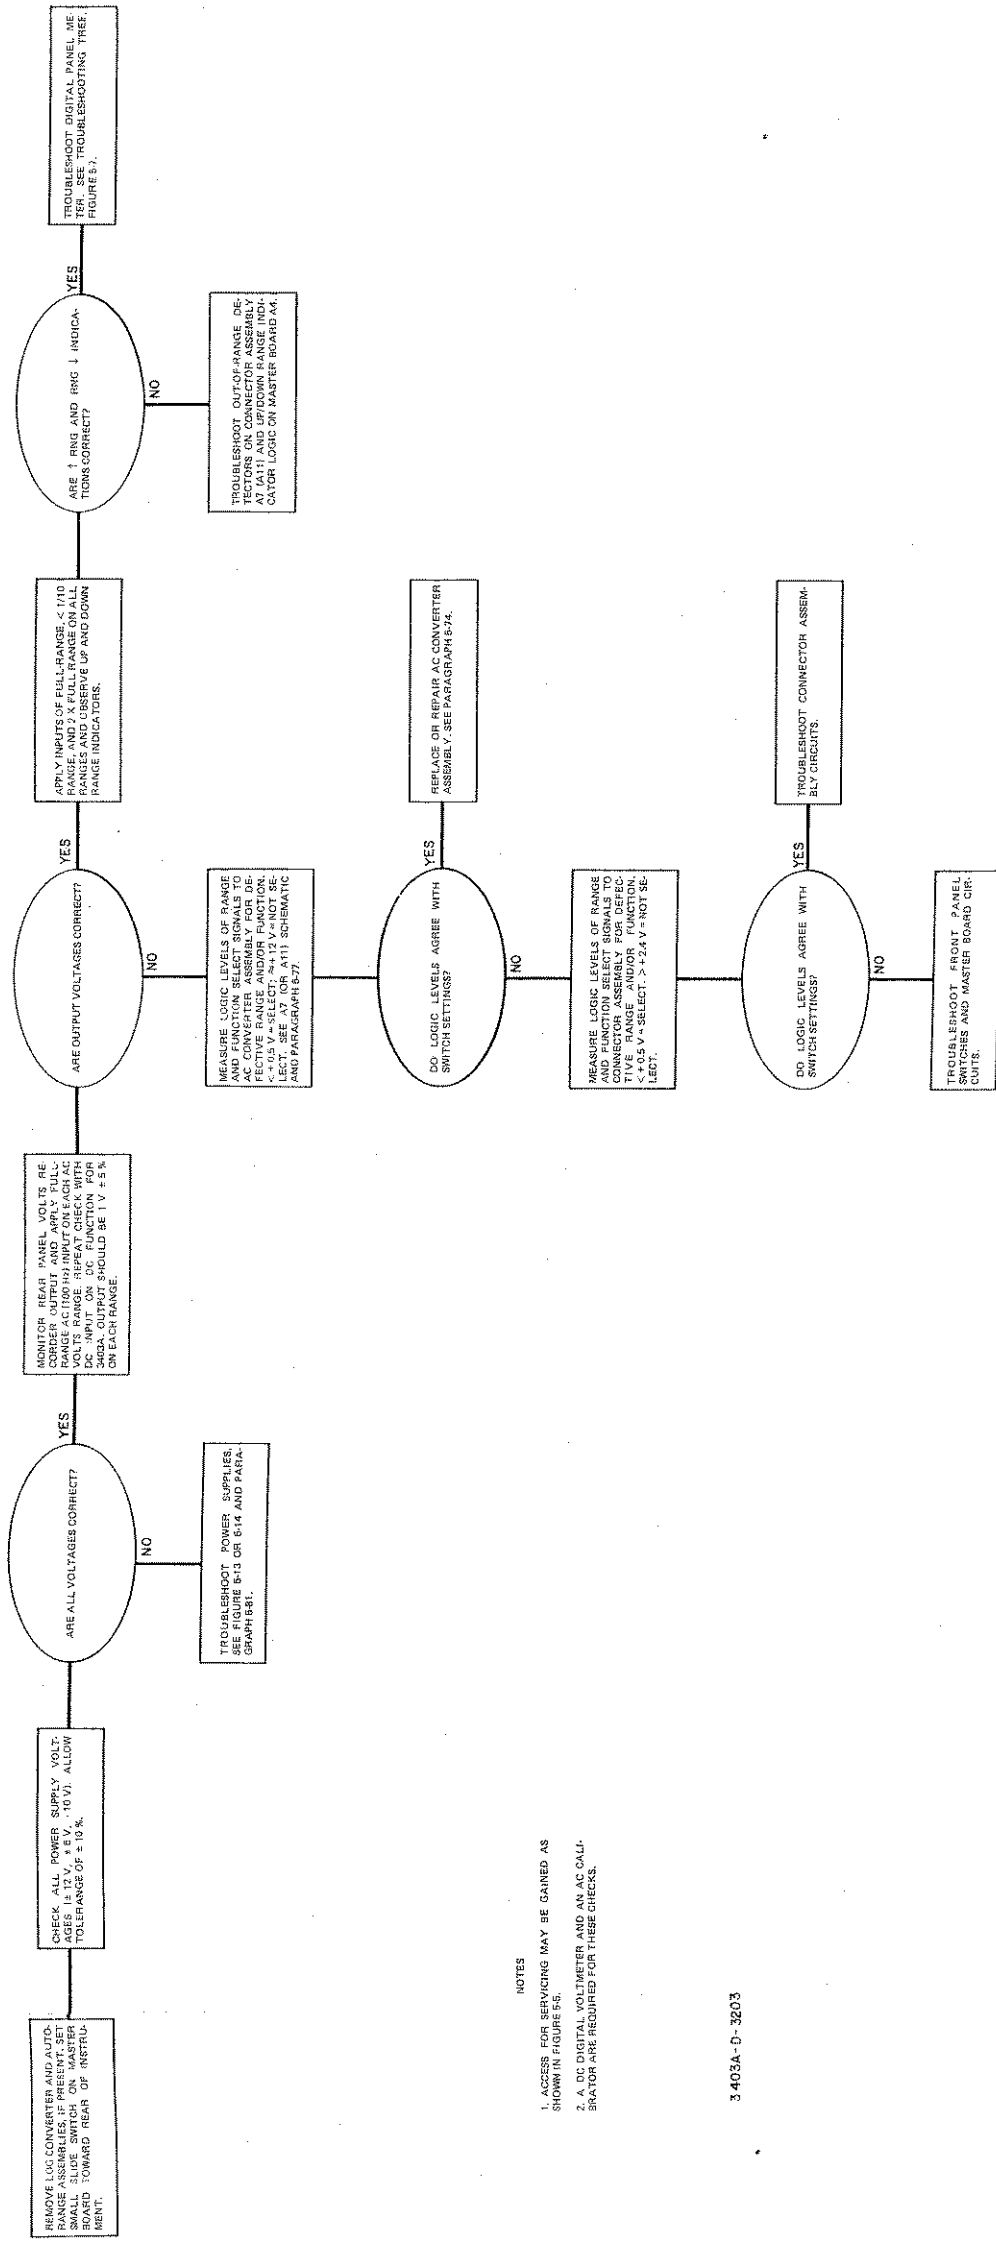 REMOVE LOG CONVERTER AND AUTO-
RANGE ASSEMBLIES, IF PRESENT. SET
SMALL SLIDE SWITCH ON MASTER
BOARD TOWARD REAR OF INSTRU-
MENT.
CHECK ALL POWER SUPPLY VOLT-
AGES (± 12 V, ± 6 V, -10 V). ALLOW
TOLERANGE OF ± 10 %.
ARE ALL VOLTAGES CORRECT?
YES
NO
TROUBLESHOOT POWER SUPPLIES,
SEE FIGURE 6-13 OR 6-14 AND PARA-
GRAPH 5-81.
MONITOR REAR PANEL VOLTS RE-
CORDER OUTPUT AND APPLY FULL-
RANGE AC (100 Hz) INPUT ON EACH AC
VOLTS RANGE. REPEAT CHECK WITH
DC INPUT ON DC FUNCTION FOR
3403A. OUTPUT SHOULD BE 1 V ± 5 %
ON EACH RANGE.
ARE OUTPUT VOLTAGES CORRECT?
YES
NO
MEASURE LOGIC LEVELS OF RANGE
AND FUNCTION SELECT SIGNALS TO
AC CONVERTER ASSEMBLY FOR DE-
FECTIVE RANGE AND/OR FUNCTION.
< + 0.5 V = SELECT; ≈ + 12 V = NOT SE-
LECT. SEE A7 (OR A11) SCHEMATIC
AND PARAGRAPH 5-77.
DO LOGIC LEVELS AGREE WITH
SWITCH SETTINGS?
YES
REPLACE OR REPAIR AC CONVERTER
ASSEMBLY. SEE PARAGRAPH 5-74.
NO
MEASURE LOGIC LEVELS OF RANGE
AND FUNCTION SELECT SIGNALS TO
CONNECTOR ASSEMBLY FOR DEFEC-
TIVE RANGE AND/OR FUNCTION.
< + 0.5 V = SELECT. > + 2.4 V = NOT SE-
LECT.
DO LOGIC LEVELS AGREE WITH
SWITCH SETTINGS?
YES
TROUBLESHOOT CONNECTOR ASSEM-
BLY CIRCUITS.
NO
TROUBLESHOOT FRONT PANEL
SWITCHES AND MASTER BOARD CIR-
CUITS.
APPLY INPUTS OF FULL-RANGE, < 1/10
RANGE, AND 2 X FULL RANGE ON ALL
RANGES AND OBSERVE UP AND DOWN
RANGE INDICATORS.
ARE ↑ RNG AND RNG ↓ INDICA-
TIONS CORRECT?
YES
NO
TROUBLESHOOT OUT-OF-RANGE DE-
TECTORS ON CONNECTOR ASSEMBLY
A7 (A11) AND UP/DOWN RANGE INDI-
CATOR LOGIC ON MASTER BOARD A4.
TROUBLESHOOT DIGITAL PANEL ME-
TER. SEE TROUBLESHOOTING TREE,
FIGURE 5-7.
NOTES
1. ACCESS FOR SERVICING MAY BE GAINED AS
SHOWN IN FIGURE 5-5.
2. A DC DIGITAL VOLTMETER AND AN AC CALI-
BRATOR ARE REQUIRED FOR THESE CHECKS.
3403A-D-3203